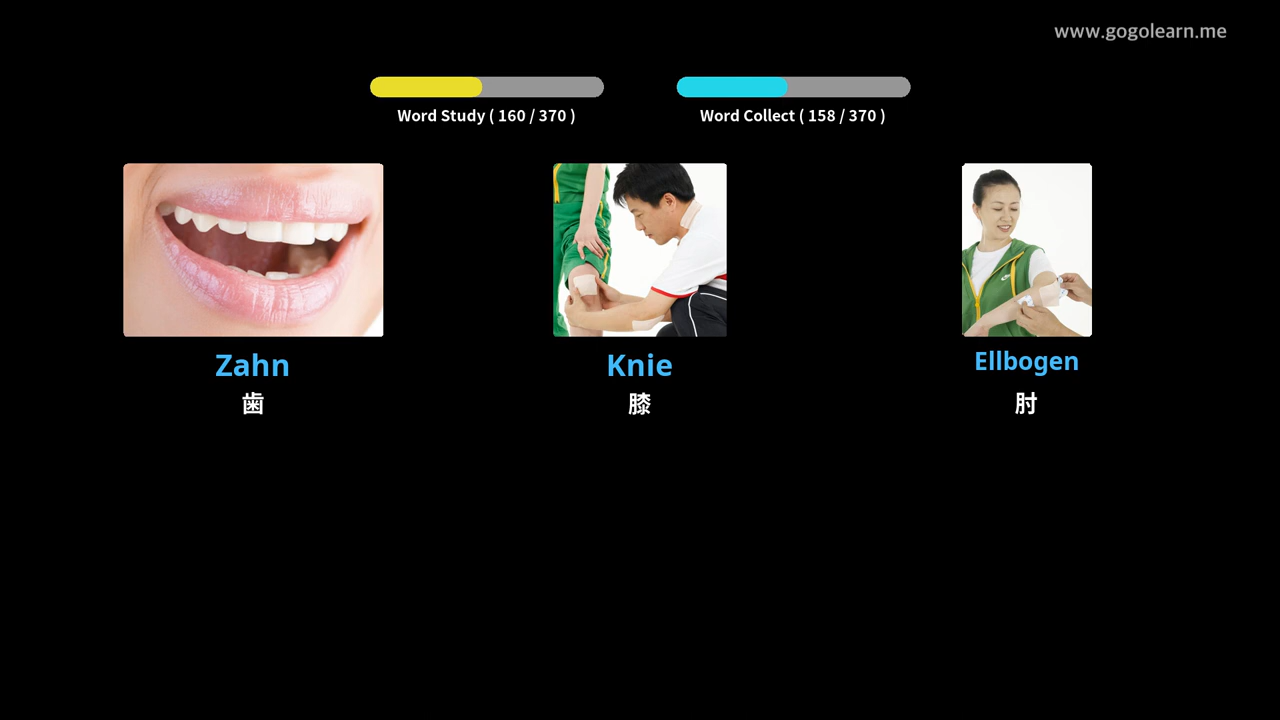 www.gogolearn.me
Word Study ( 160 / 370 )
Word Collect ( 158 / 370 )
Zahn
Knie
Ellbogen
歯
膝
肘